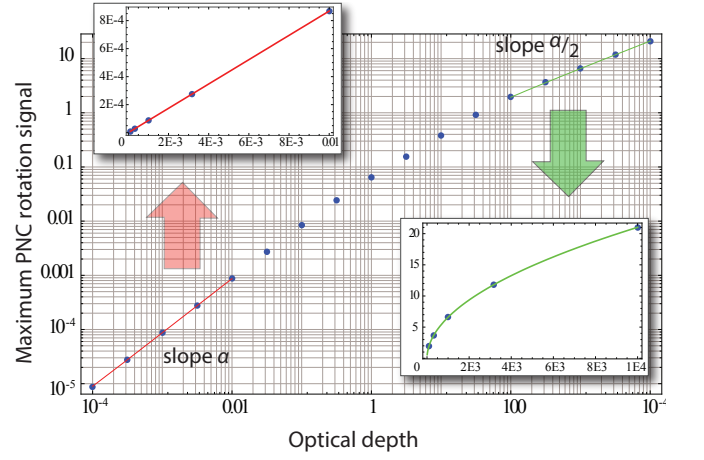 8E-4
6E-4
4E-4
2E-4
0
2E-3
4E-3
6E-3
8E-3
0.01
slope α/2
10
1
0.1
0.01
0.001
10⁻⁴
10⁻⁵
Maximum PNC rotation signal
slope α
20
15
10
5
0
2E3
4E3
6E3
8E3
1E4
10⁻⁴
0.01
1
100
10⁻⁴
Optical depth